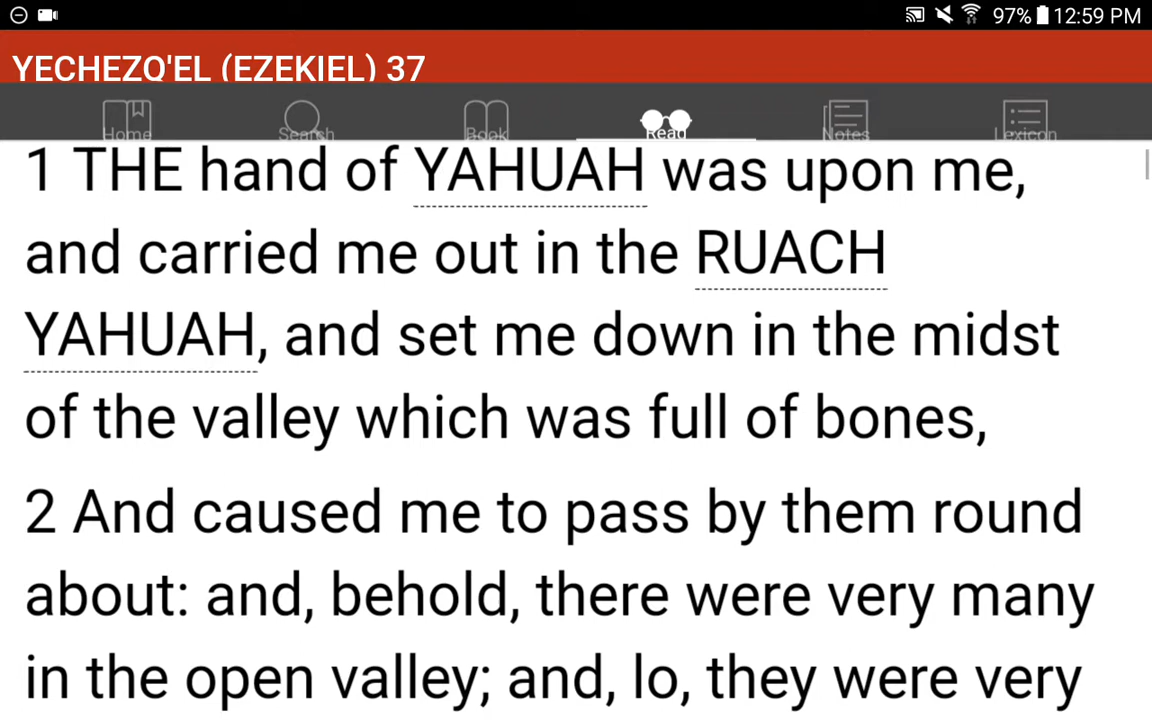 97% 12:59 PM
YECHEZQ'EL (EZEKIEL) 37
Home Search Book Read Notes Lexicon
1 THE hand of YAHUAH was upon me,
and carried me out in the RUACH
YAHUAH, and set me down in the midst
of the valley which was full of bones,
2 And caused me to pass by them round
about: and, behold, there were very many
in the open valley; and, lo, they were very